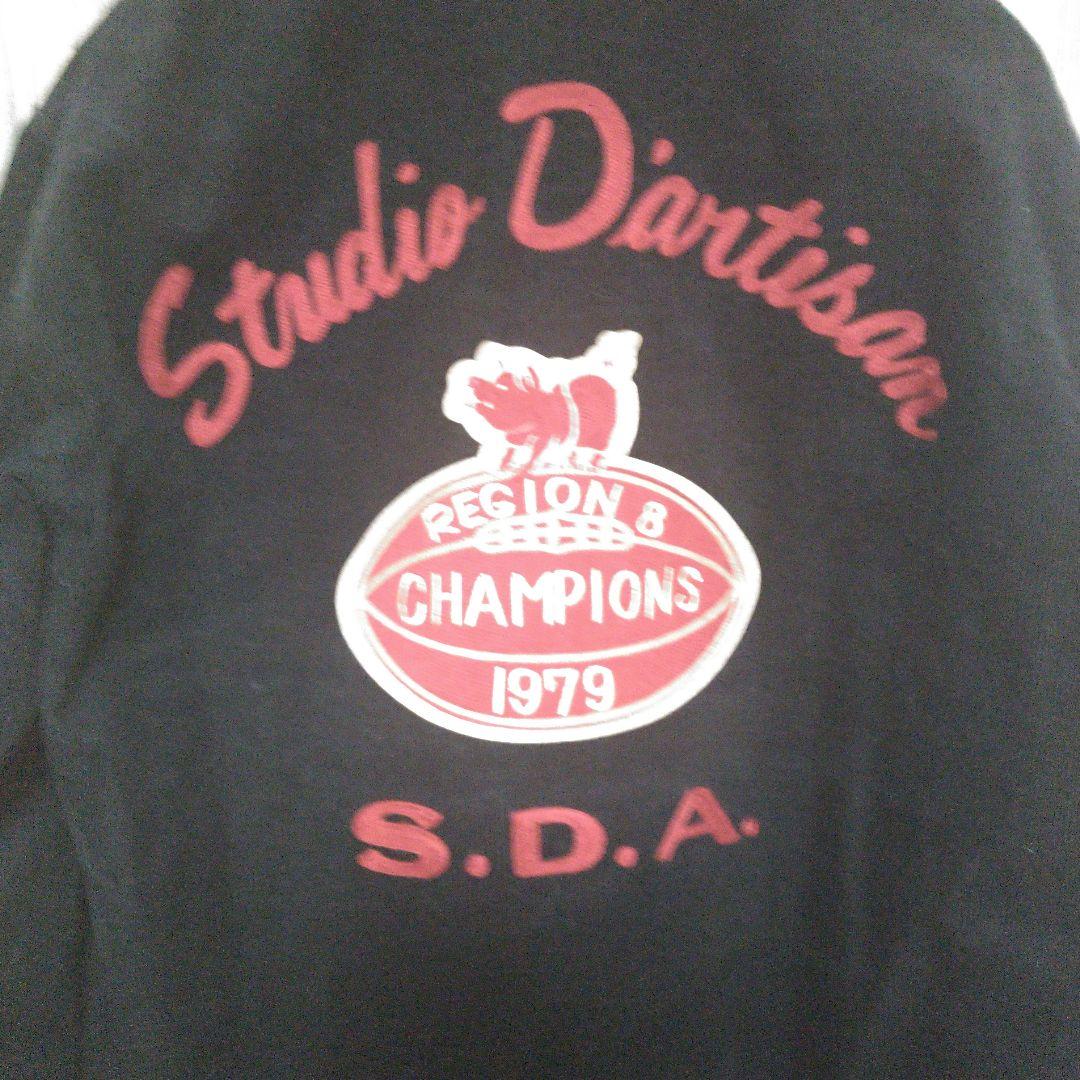 Studio D'artisan
REGION 8
CHAMPIONS
1979
S.D.A.